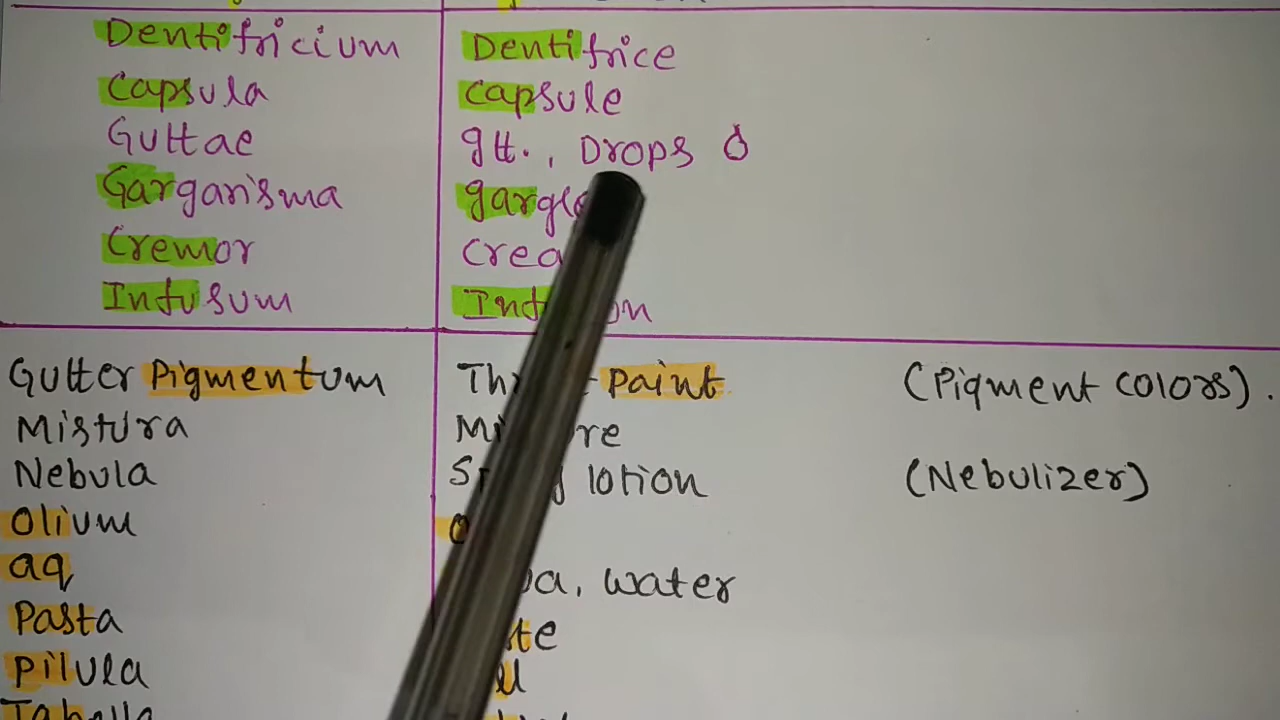 Dentifricium Dentifrice
Capsula Capsule
Guttae gtt., Drops
Gargarisma
Cremor
Infusum
Gutter Pigmentum Paint (Pigment colors).
Mistura
Nebula lotion (Nebulizer)
Olium
aq water
Pasta
Pilula